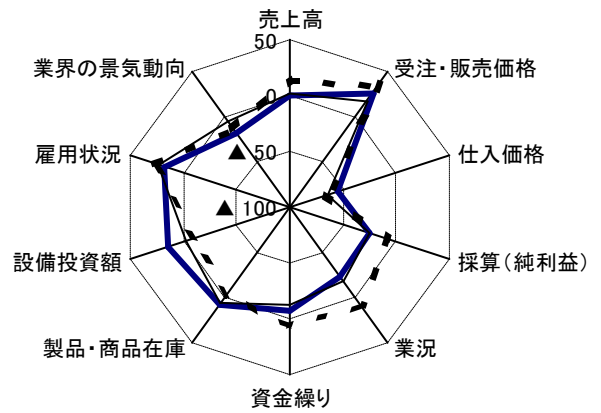 売上高
50
業界の景気動向
受注・販売価格
0
雇用状況
仕入価格
▲ 50
▲ 100
設備投資額
採算（純利益）
製品・商品在庫
業況
資金繰り